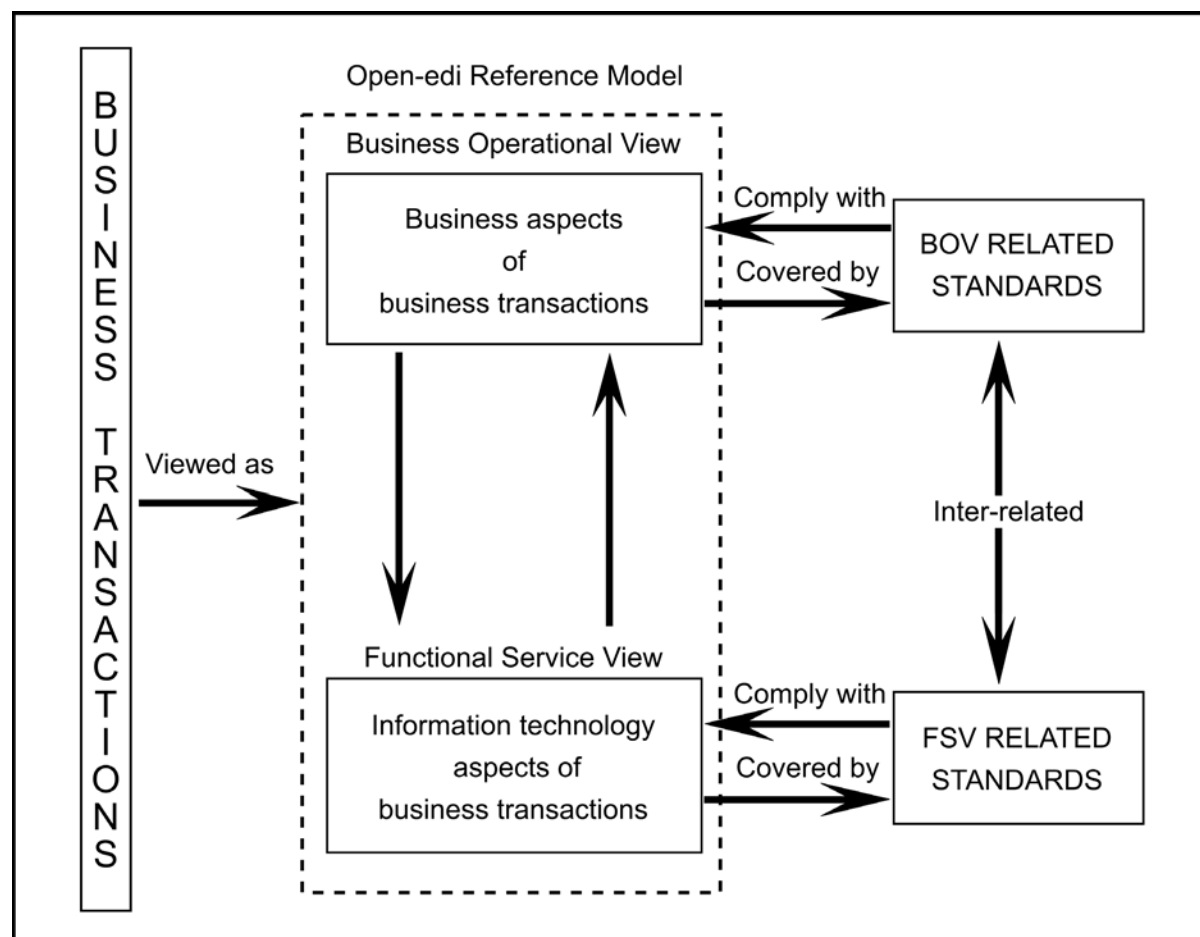 BUSINESS TRANSACTIONS
Open-edi Reference Model
Business Operational View
Business aspects
of
business transactions
Comply with
Covered by
BOV RELATED
STANDARDS
Viewed as
Inter-related
Functional Service View
Information technology
aspects of
business transactions
Comply with
Covered by
FSV RELATED
STANDARDS